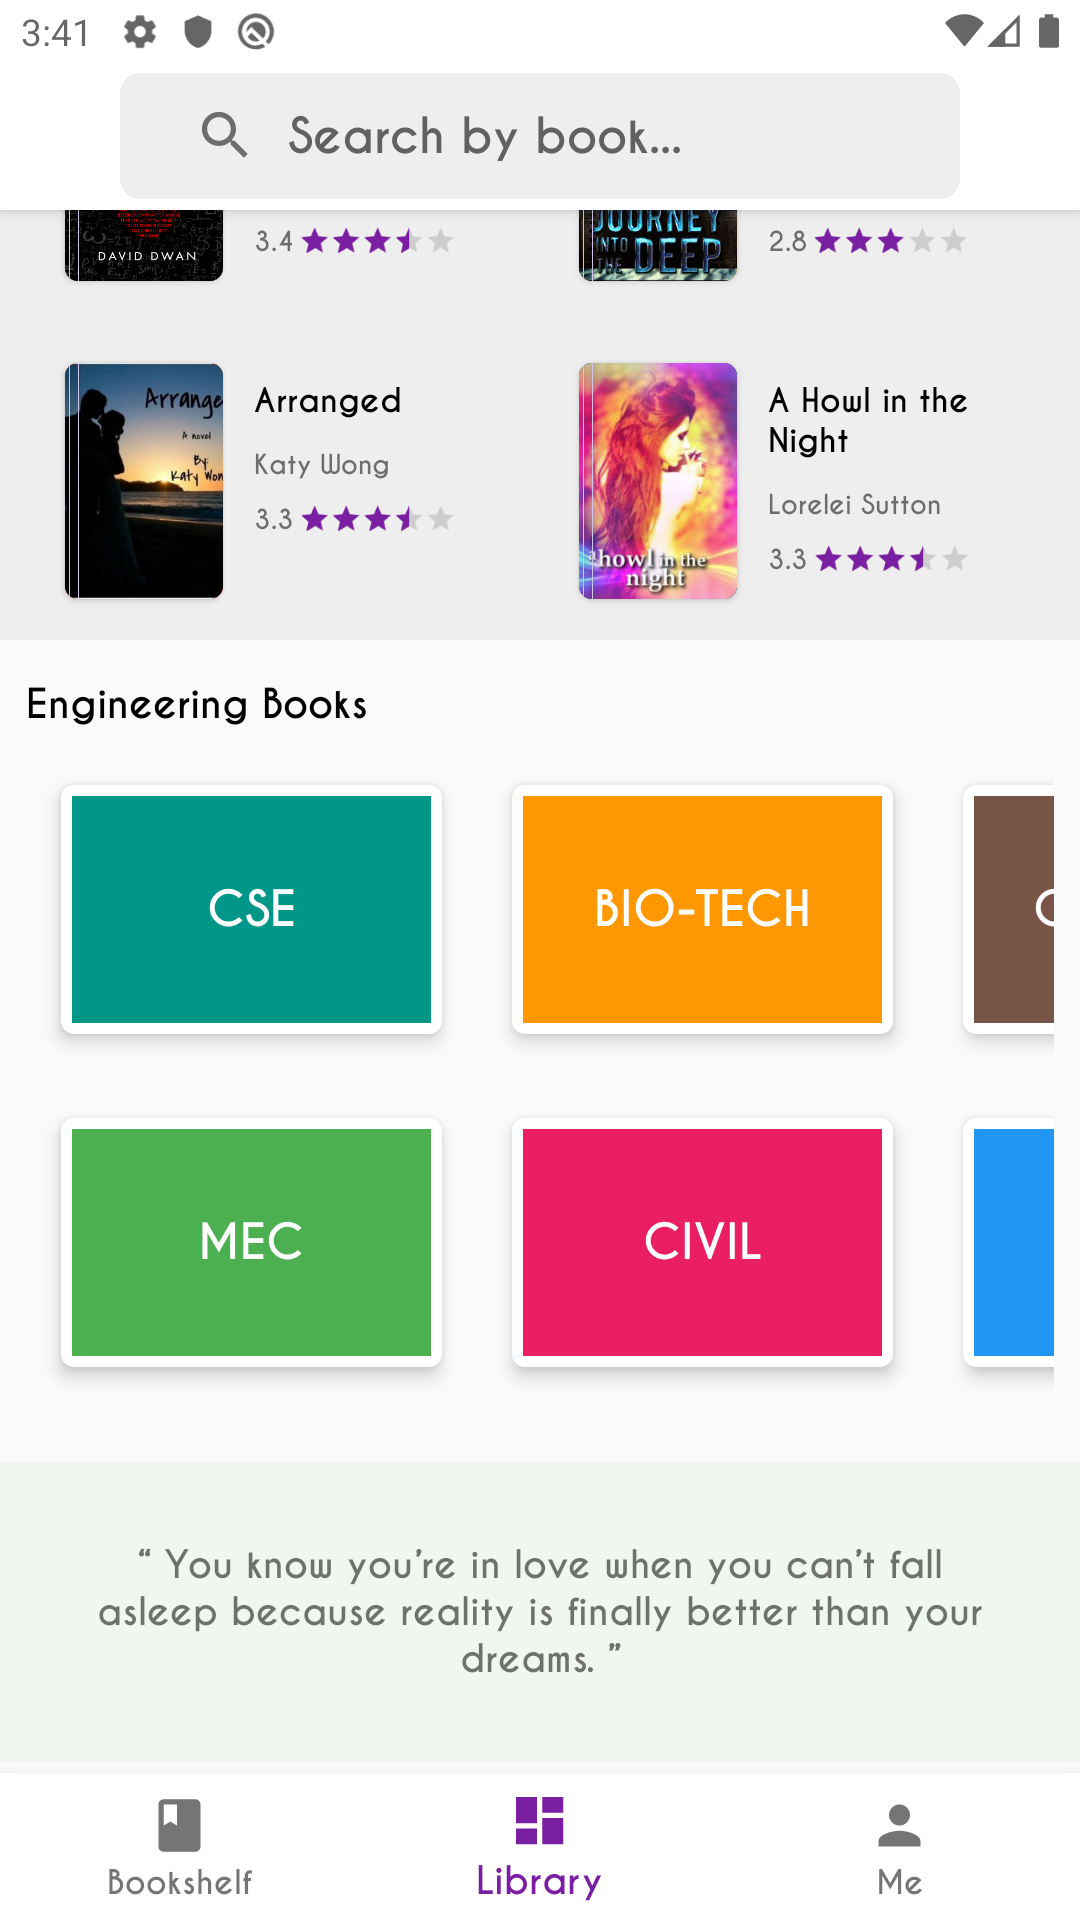 3:41
Search by book...
DAVID DWAN
3.4
JOURNEY
INTO
THE DEEP
2.8
Arrange
A novel
By:
Katy Won
Arranged
Katy Wong
3.3
a howl in the
night
A Howl in the
Night
Lorelei Sutton
3.3
Engineering Books
CSE
BIO-TECH
MEC
CIVIL
“ You know you’re in love when you can’t fall
asleep because reality is finally better than your
dreams. ”
Bookshelf
Library
Me